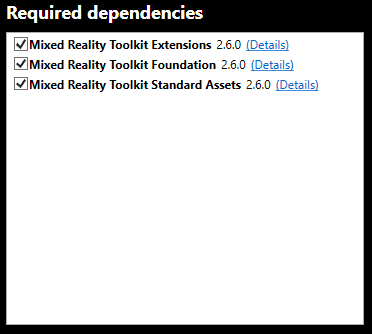 Required dependencies
Mixed Reality Toolkit Extensions 2.6.0 (Details)
Mixed Reality Toolkit Foundation 2.6.0 (Details)
Mixed Reality Toolkit Standard Assets 2.6.0 (Details)